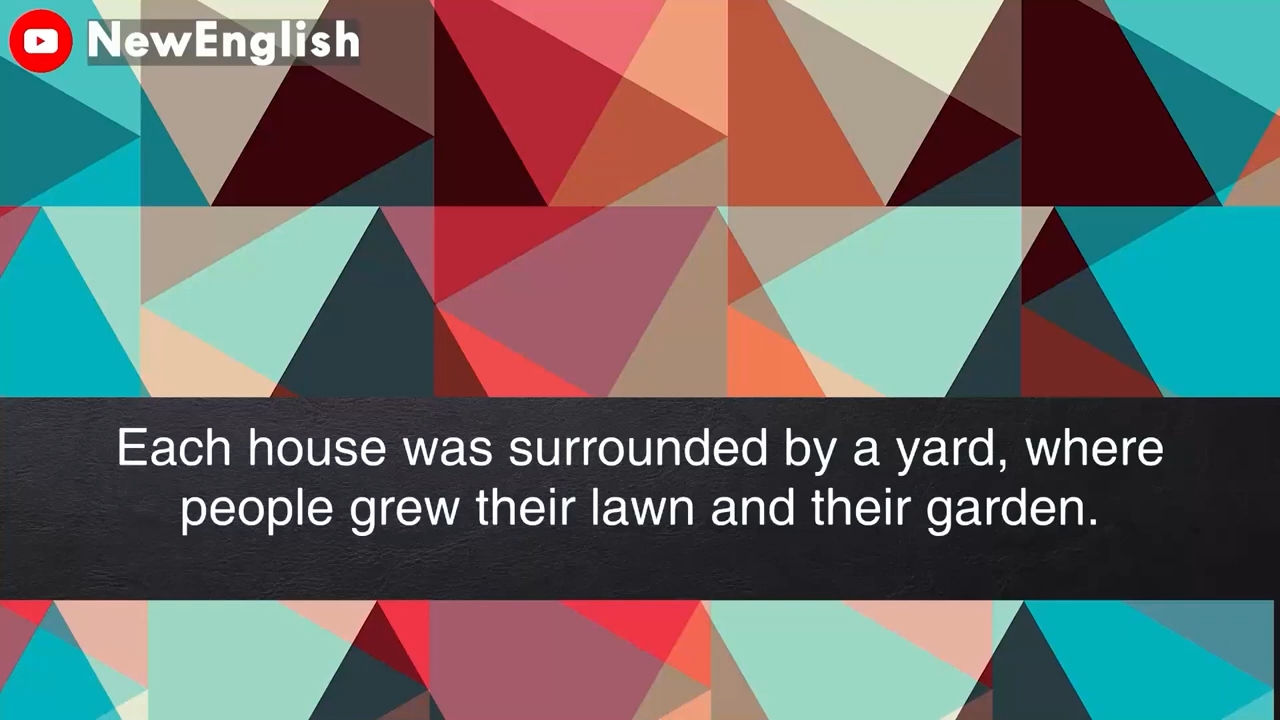 NewEnglish
Each house was surrounded by a yard, where
people grew their lawn and their garden.